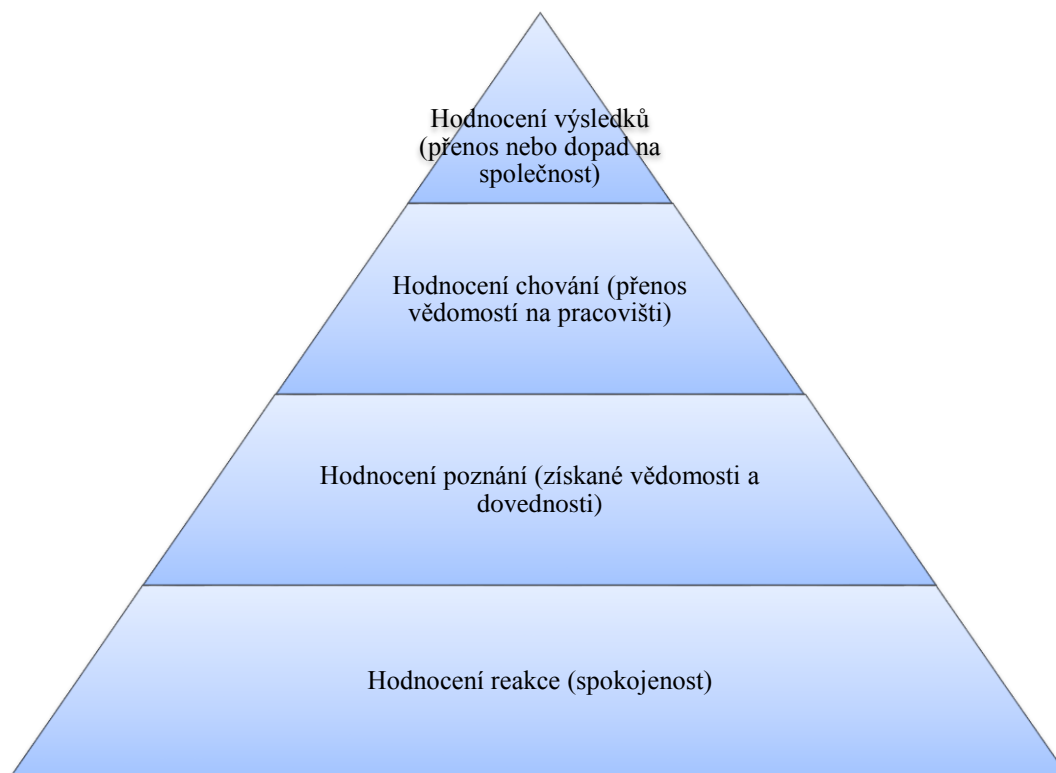 Hodnocení výsledků
(přenos nebo dopad na
společnost)
Hodnocení chování (přenos
vědomostí na pracovišti)
Hodnocení poznání (získané vědomosti a
dovednosti)
Hodnocení reakce (spokojenost)